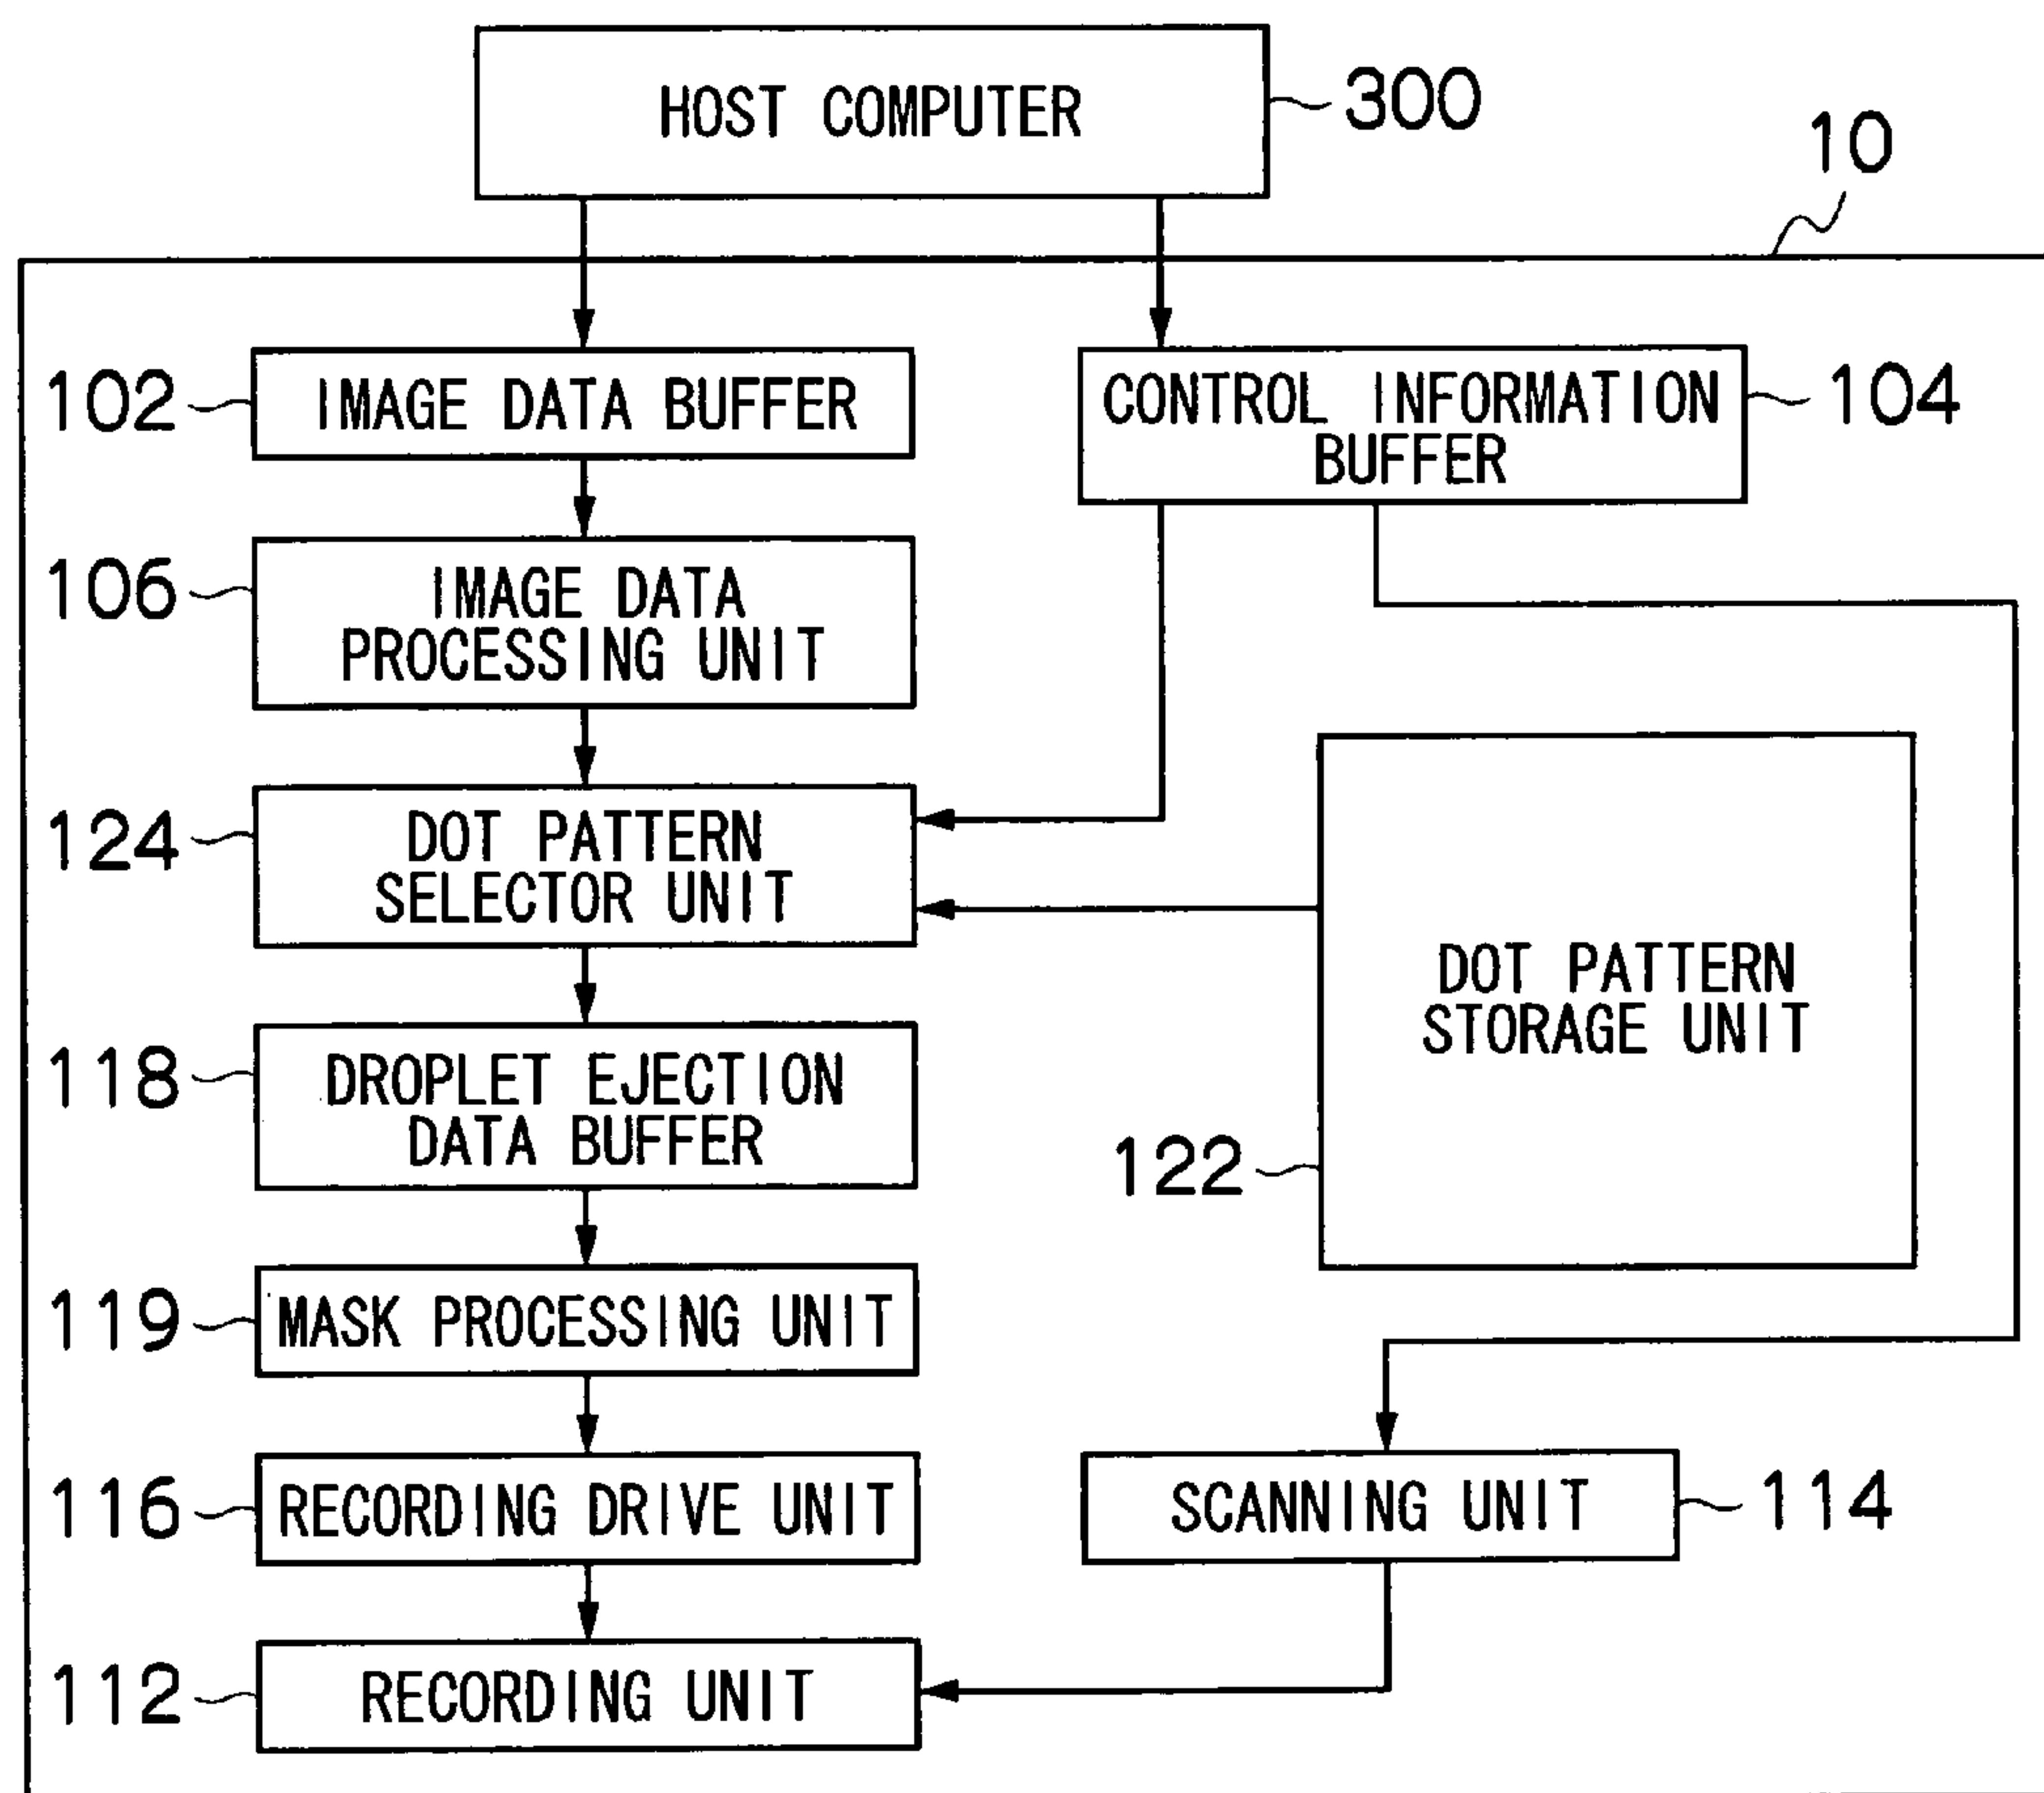 HOST COMPUTER
300
10
102
IMAGE DATA BUFFER
CONTROL INFORMATION
BUFFER
104
106
IMAGE DATA
PROCESSING UNIT
124
DOT PATTERN
SELECTOR UNIT
DOT PATTERN
STORAGE UNIT
122
118
DROPLET EJECTION
DATA BUFFER
119
MASK PROCESSING UNIT
116
RECORDING DRIVE UNIT
SCANNING UNIT
114
112
RECORDING UNIT